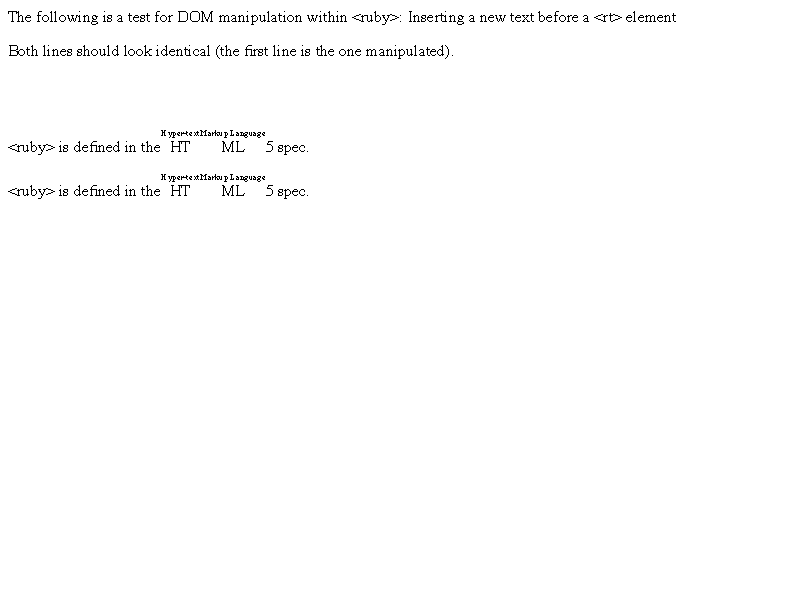 The following is a test for DOM manipulation within <ruby>: Inserting a new text before a <rt> element
Both lines should look identical (the first line is the one manipulated).
Hyper-text Markup Language
<ruby> is defined in the HT ML 5 spec.
Hyper-text Markup Language
<ruby> is defined in the HT ML 5 spec.